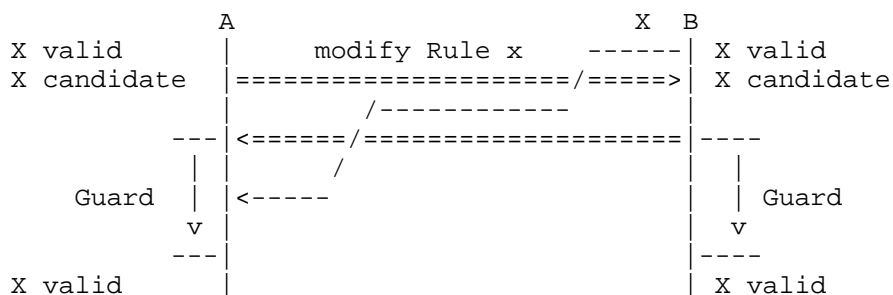 A X B
X valid modify Rule x X valid
X candidate X candidate
Guard Guard
X valid X valid